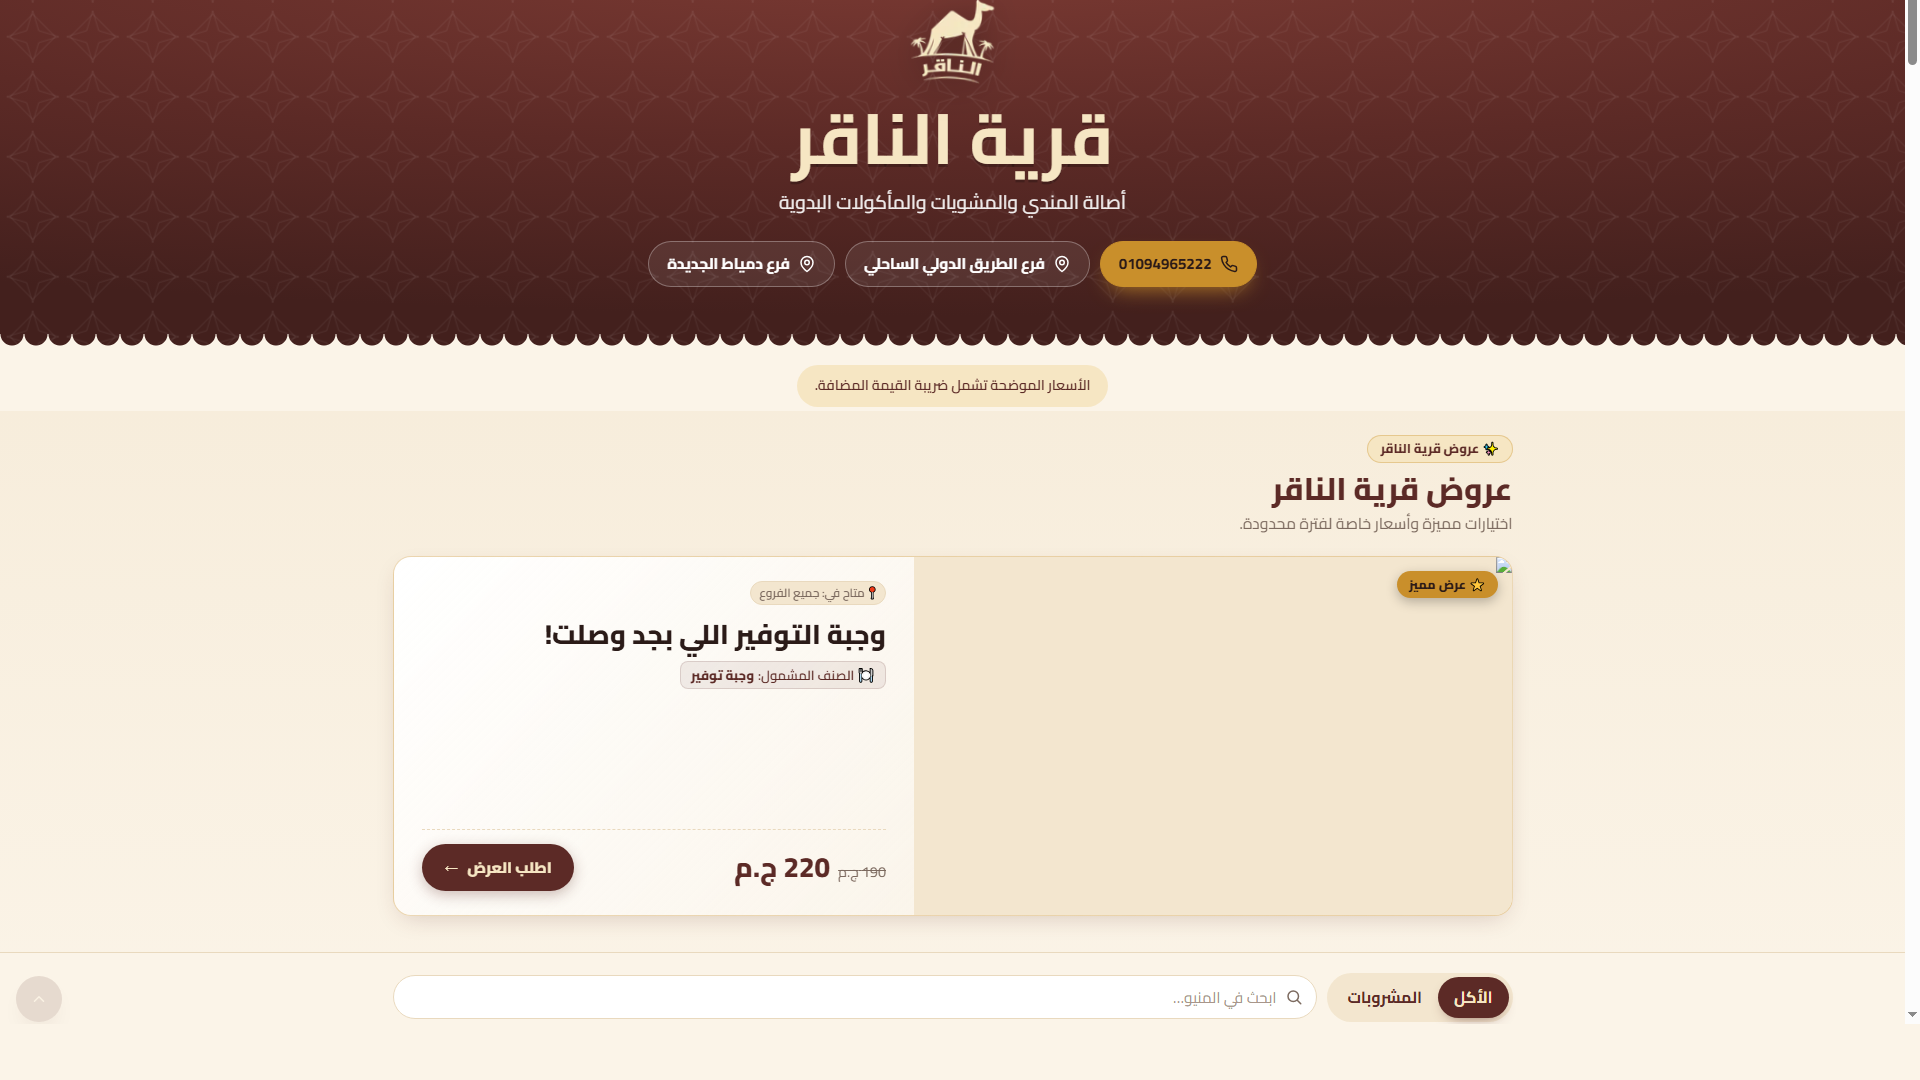 الناقر
قرية الناقر
أصالة المندي والمشويات والمأكولات البدوية
01094965222
فرع الطريق الدولي الساحلي
فرع دمياط الجديدة
الأسعار الموضحة تشمل ضريبة القيمة المضافة.
✨ عروض قرية الناقر
عروض قرية الناقر
اختيارات مميزة وأسعار خاصة لفترة محدودة.
⭐ عرض مميز
📍 متاح في: جميع الفروع
وجبة التوفير اللي بجد وصلت!
🍽️ الصنف المشمول: وجبة توفير
190 ج.م 220 ج.م
اطلب العرض ←
الأكل
المشروبات
ابحث في المنيو...